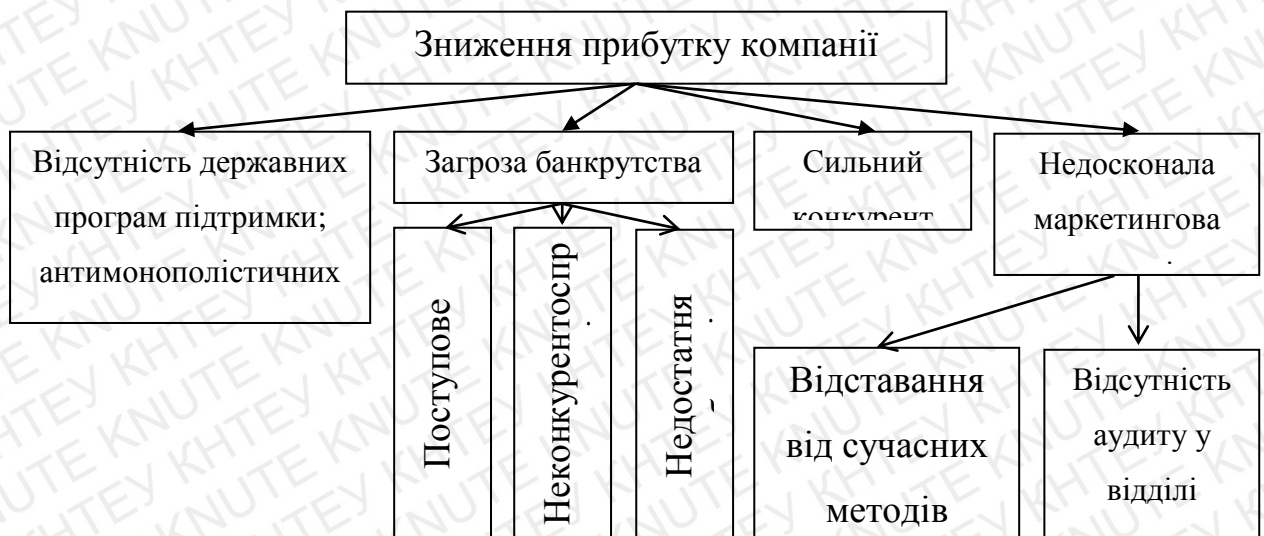 Зниження прибутку компанії
Відсутність державних
програм підтримки;
антимонополістичних
Загроза банкрутства
Сильний
конкурент
Недосконала
маркетингова
Поступове
Неконкурентоспр
Недостатня
Відставання
від сучасних
методів
Відсутність
аудиту у
відділі